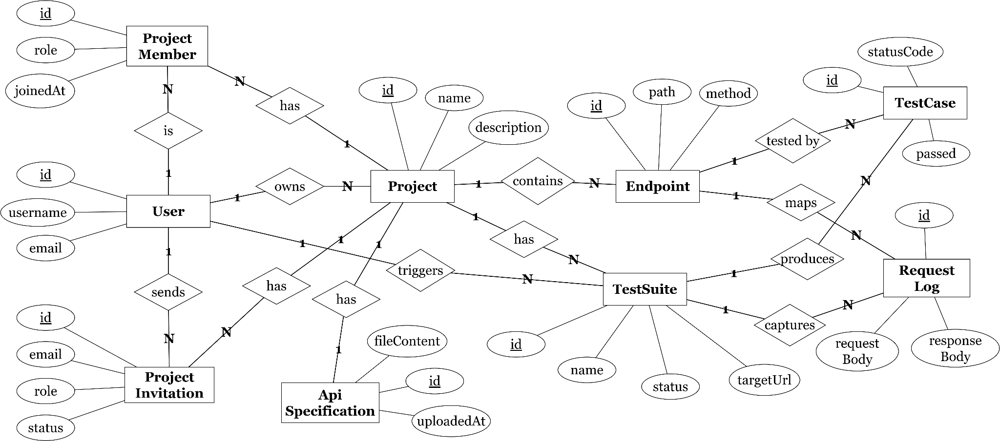 id
role
joinedAt
Project
Member
N
N
has
1
is
1
id
username
email
User
1
owns
N
1
sends
N
id
email
role
status
Project
Invitation
id
name
description
Project
1
contains
N
1
has
N
1
triggers
N
1
has
N
1
has
1
fileContent
id
uploadedAt
Api
Specification
id
path
method
Endpoint
1
tested by
N
1
maps
N
statusCode
id
TestCase
passed
N
produces
1
TestSuite
id
name
status
targetUrl
1
captures
N
id
Request
Log
request
Body
response
Body